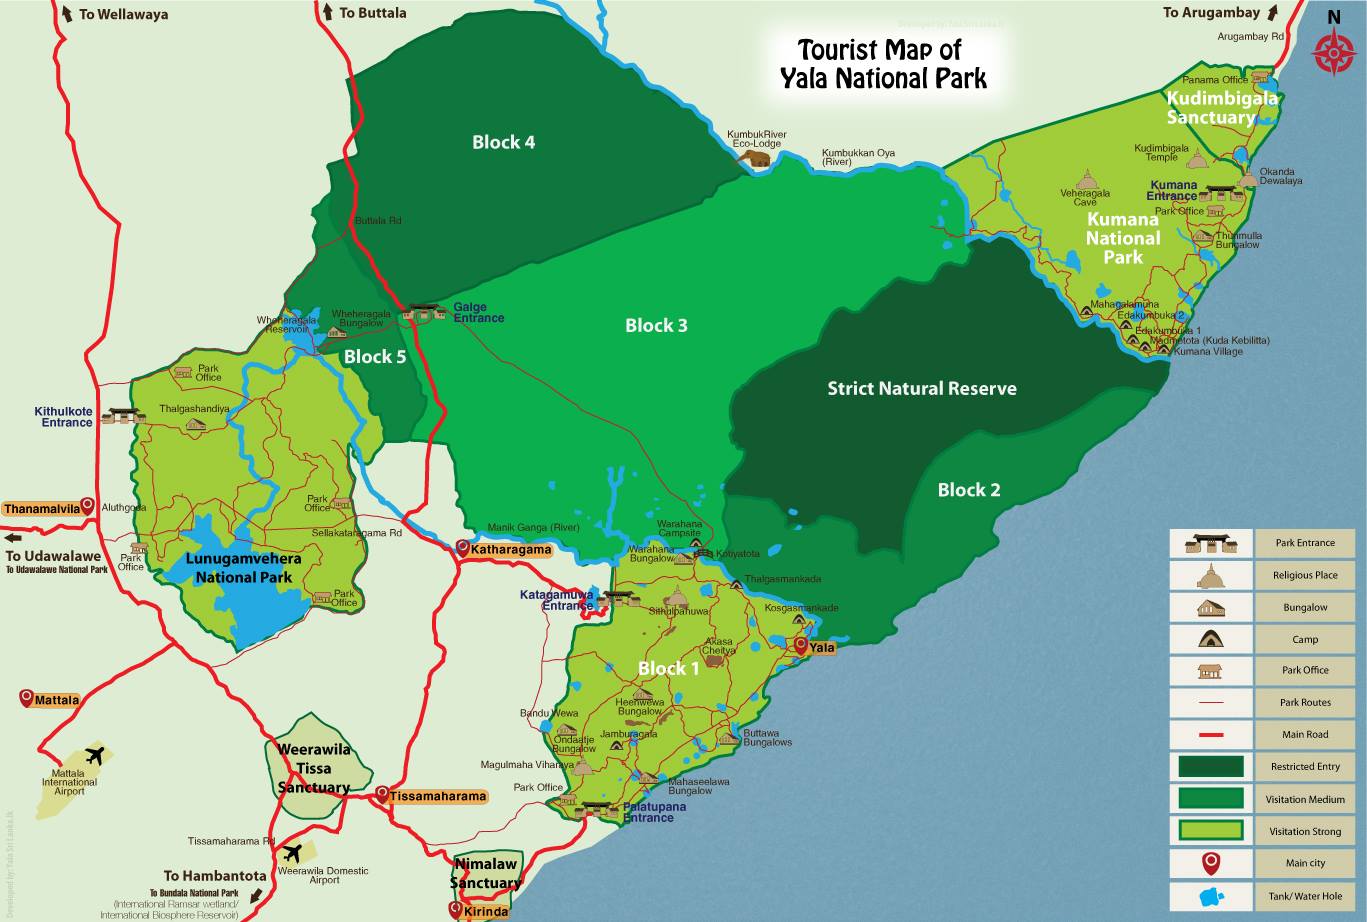 To Wellawaya
To Buttala
To Arugambay
Arugambay Rd
N
Tourist Map of
Yala National Park
Panama Office
Kudimbigala
Sanctuary
Block 4
KumbukRiver
Eco-Lodge
Kumbukkan Oya
(River)
Kudimbigala
Temple
Okanda
Dewalaya
Veheragala
Cave
Kumana
Entrance
Park Office
Kumana
National
Park
Thunmulla
Bungalow
Buttala Rd
Mahagalamuna
Edakumbuka 2
Edakumbuka 1
Madmetota (Kuda Kebilitta)
Kumana Village
Galge
Entrance
Wheheragala
Reservoir
Wheheragala
Bungalow
Block 3
Block 5
Strict Natural Reserve
Park
Office
Kithulkote
Entrance
Thalgashandiya
Block 2
Thanamalvila
Aluthgoda
Park
Office
Sellakataragama Rd
Manik Ganga (River)
Warahana
Campsite
To Udawalawe
To Udawalawe National Park
Park
Office
Lunugamvehera
National Park
Katharagama
Warahana
Bungalow
Kotiyatota
Thalgasmankada
Park
Office
Katagamuwa
Entrance
Sithulpahuwa
Kosgasmankade
Yala
Akasa
Cheitya
Block 1
Mattala
Heenwewa
Bungalow
Bandu Wewa
Ondaatje
Bungalow
Jamburagala
Buttawa
Bungalows
Weerawila
Tissa
Sanctuary
Mattala
International
Airport
Magulmaha Viharaya
Park Office
Mahaseelawa
Bungalow
Tissamaharama
Palatupana
Entrance
Tissamaharama Rd
Weerawila Domestic
Airport
To Hambantota
To Bundala National Park
(International Ramsar wetland/
International Biosphere Reservoir)
Nimalaw
Sanctuary
Kirinda
Park Entrance
Religious Place
Bungalow
Camp
Park Office
Park Routes
Main Road
Restricted Entry
Visitation Medium
Visitation Strong
Main city
Tank/ Water Hole
Developed by: Yala Sri Lanka.lk